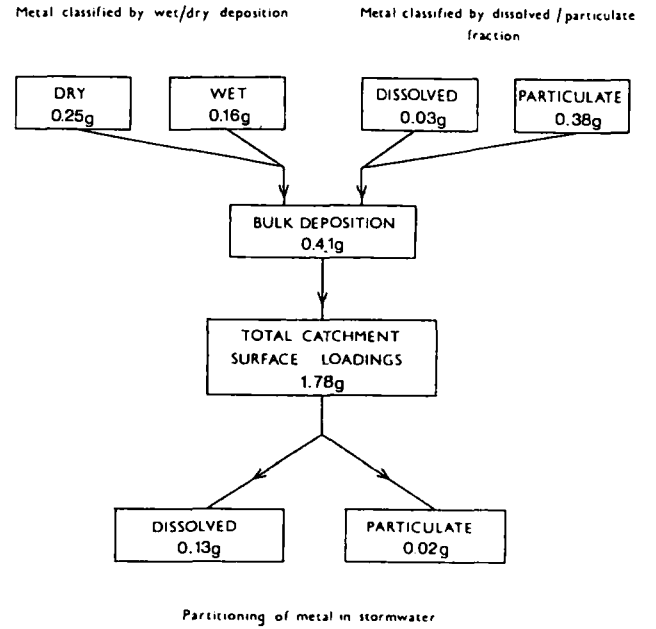 Metal classified by wet/dry deposition
Metal classified by dissolved / particulate
fraction
DRY
0.25g
WET
0.16g
DISSOLVED
0.03g
PARTICULATE
0.38g
BULK DEPOSITION
0.41g
TOTAL CATCHMENT
SURFACE LOADINGS
1.78g
DISSOLVED
0.13g
PARTICULATE
0.02g
Partitioning of metal in stormwater